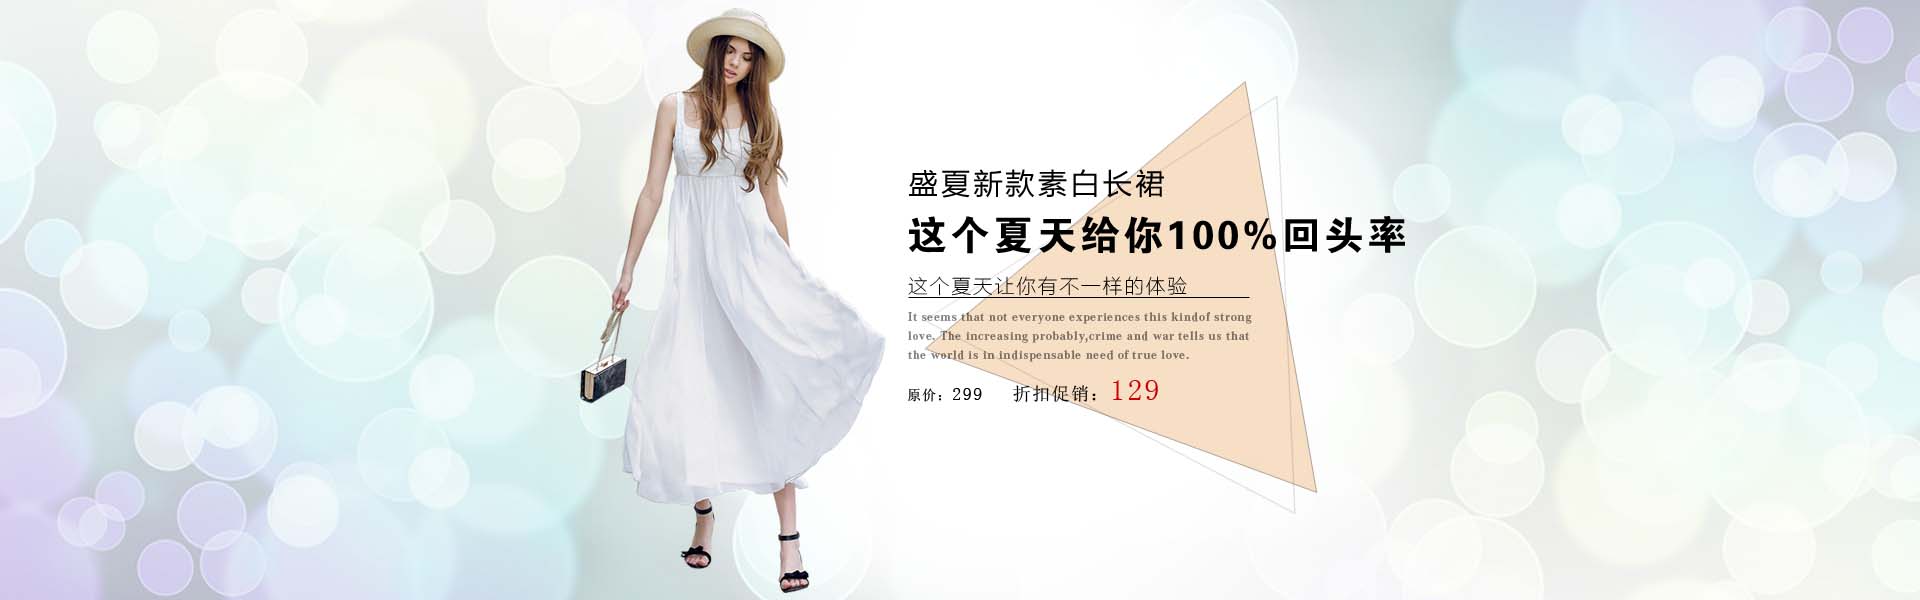 盛夏新款素白长裙
这个夏天给你100%回头率
这个夏天让你有不一样的体验
It seems that not everyone experiences this kindof strong
love. The increasing probably,crime and war tells us that
the world is in indispensable need of true love.
原价：299 折扣促销：129